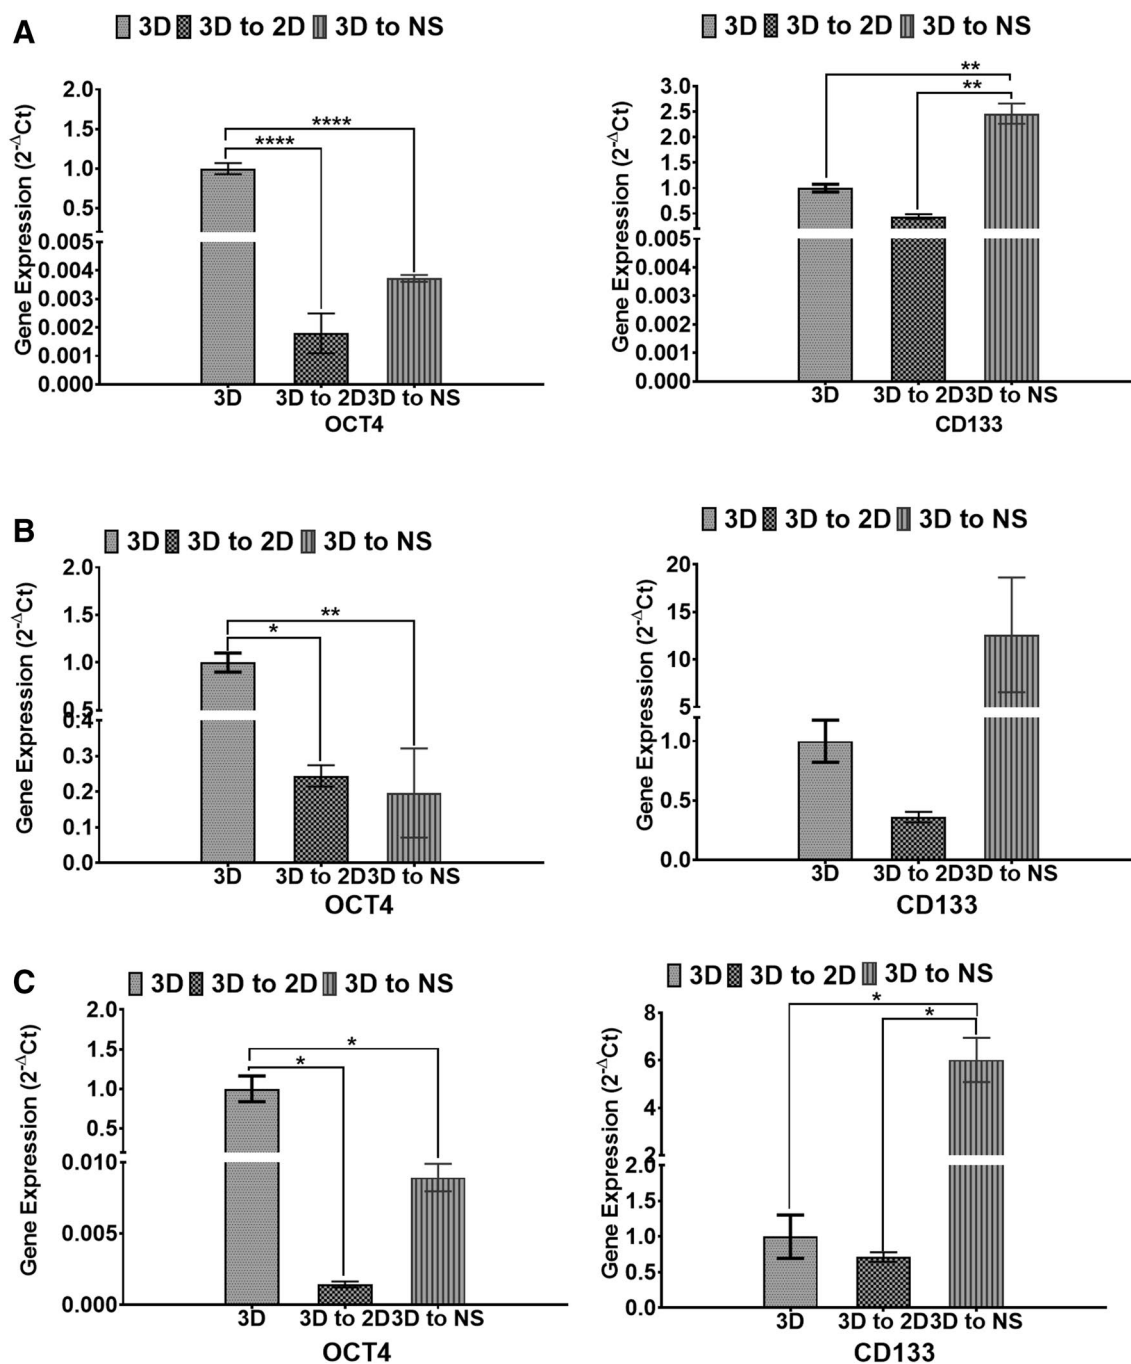 A
3D 3D to 2D 3D to NS
Gene Expression (2-ΔCt)
2.0
1.5
1.0
0.5
0.005
0.004
0.003
0.002
0.001
0.000
****
****
3D 3D to 2D 3D to NS
OCT4
3D 3D to 2D 3D to NS
Gene Expression (2-ΔCt)
3.0
2.5
2.0
1.5
1.0
0.5
0.005
0.004
0.003
0.002
0.001
0.000
**
**
3D 3D to 2D 3D to NS
CD133
B
3D 3D to 2D 3D to NS
Gene Expression (2-ΔCt)
2.0
1.5
1.0
0.5
0.4
0.3
0.2
0.1
0.0
**
*
3D 3D to 2D 3D to NS
OCT4
3D 3D to 2D 3D to NS
Gene Expression (2-ΔCt)
20
15
10
5
1.0
0.5
0.0
3D 3D to 2D 3D to NS
CD133
C
3D 3D to 2D 3D to NS
Gene Expression (2-ΔCt)
2.0
1.5
1.0
0.5
0.010
0.005
0.000
*
*
3D 3D to 2D 3D to NS
OCT4
3D 3D to 2D 3D to NS
Gene Expression (2-ΔCt)
8
6
4
2
2.0
1.5
1.0
0.5
0.0
*
*
3D 3D to 2D 3D to NS
CD133